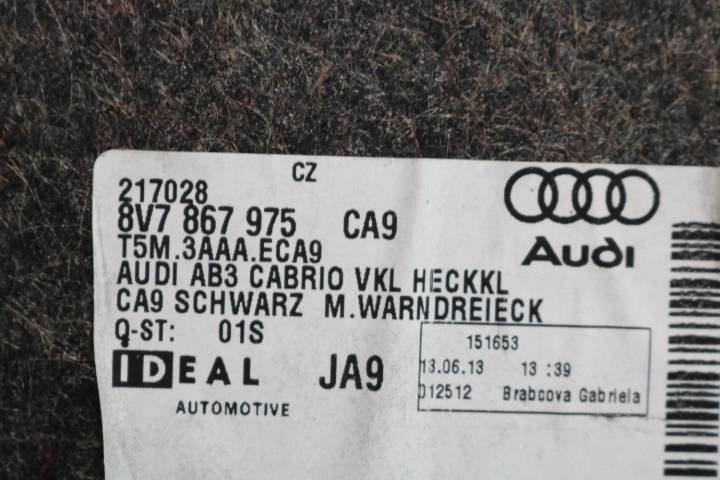 CZ
217028
8V7 867 975 CA9
T5M.3AAA.ECA9
AUDI AB3 CABRIO VKL HECKKL
CA9 SCHWARZ M.WARNDREIECK
Q-ST: 01S
IDEAL JA9
AUTOMOTIVE
Audi
151653
13.06.13 13 :39
012512 Brabcova Gabriela